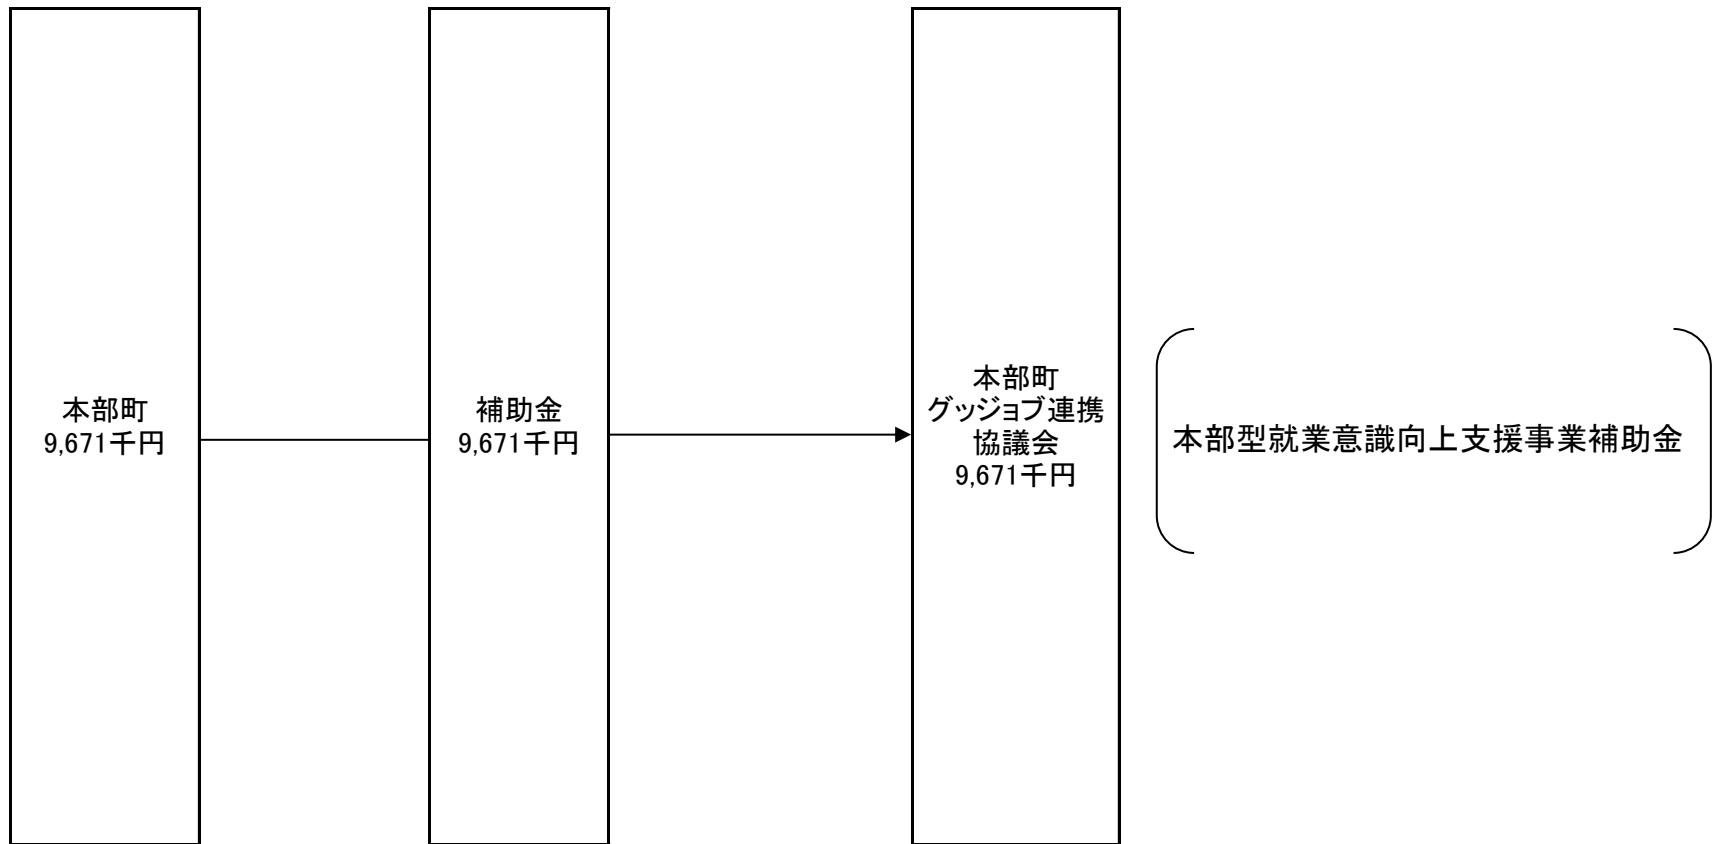 本部町
9,671千円
補助金
9,671千円
本部町
グッジョブ連携
協議会
9,671千円
本部型就業意識向上支援事業補助金